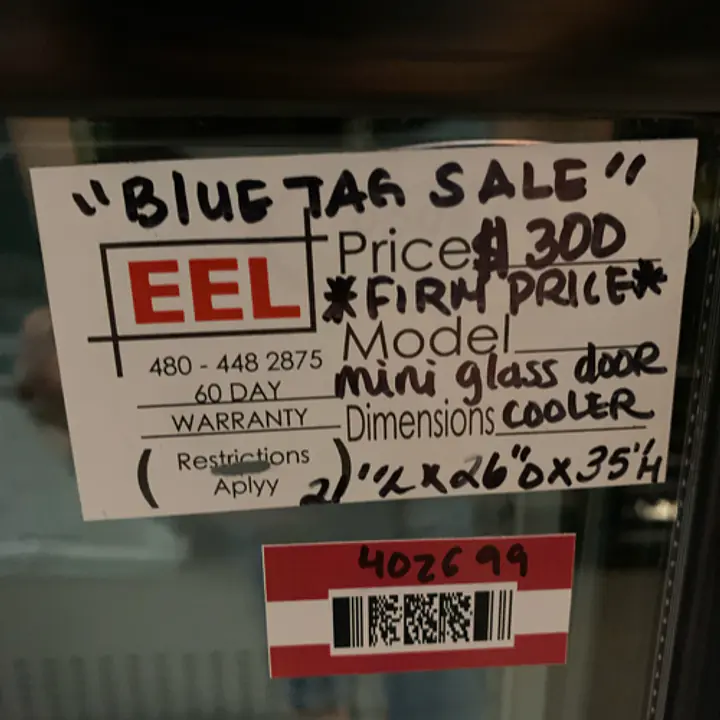 "BLUE TAG SALE"
EEL
Price $ 300
*FIRM PRICE*
Model
480 - 448 2875
mini glass dooR
60 DAY
WARRANTY
Dimensions COOLER
(Restrictions
Aplyy)
26"D X 35"H
402699